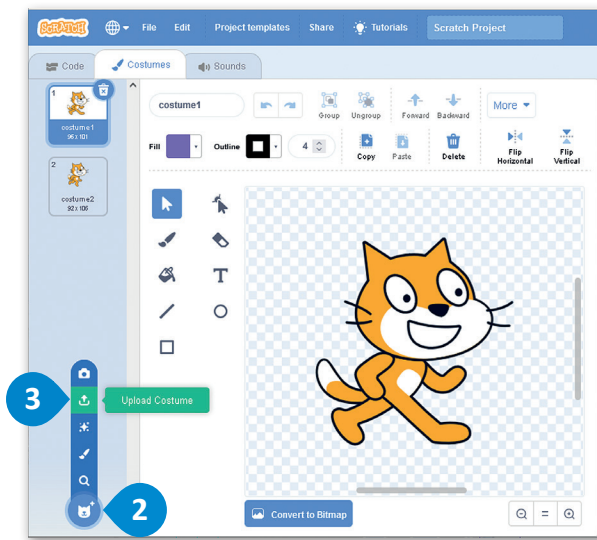 SCRATCH File Edit Project templates Share Tutorials Scratch Project
Code Costumes Sounds
1
costume1
96 x 101
2
costume2
92 x 106
costume1 Group Ungroup Forward Backward More
Fill Outline 4 Copy Paste Delete Flip Horizontal Flip Vertical
T
3 Upload Costume
2
Convert to Bitmap =